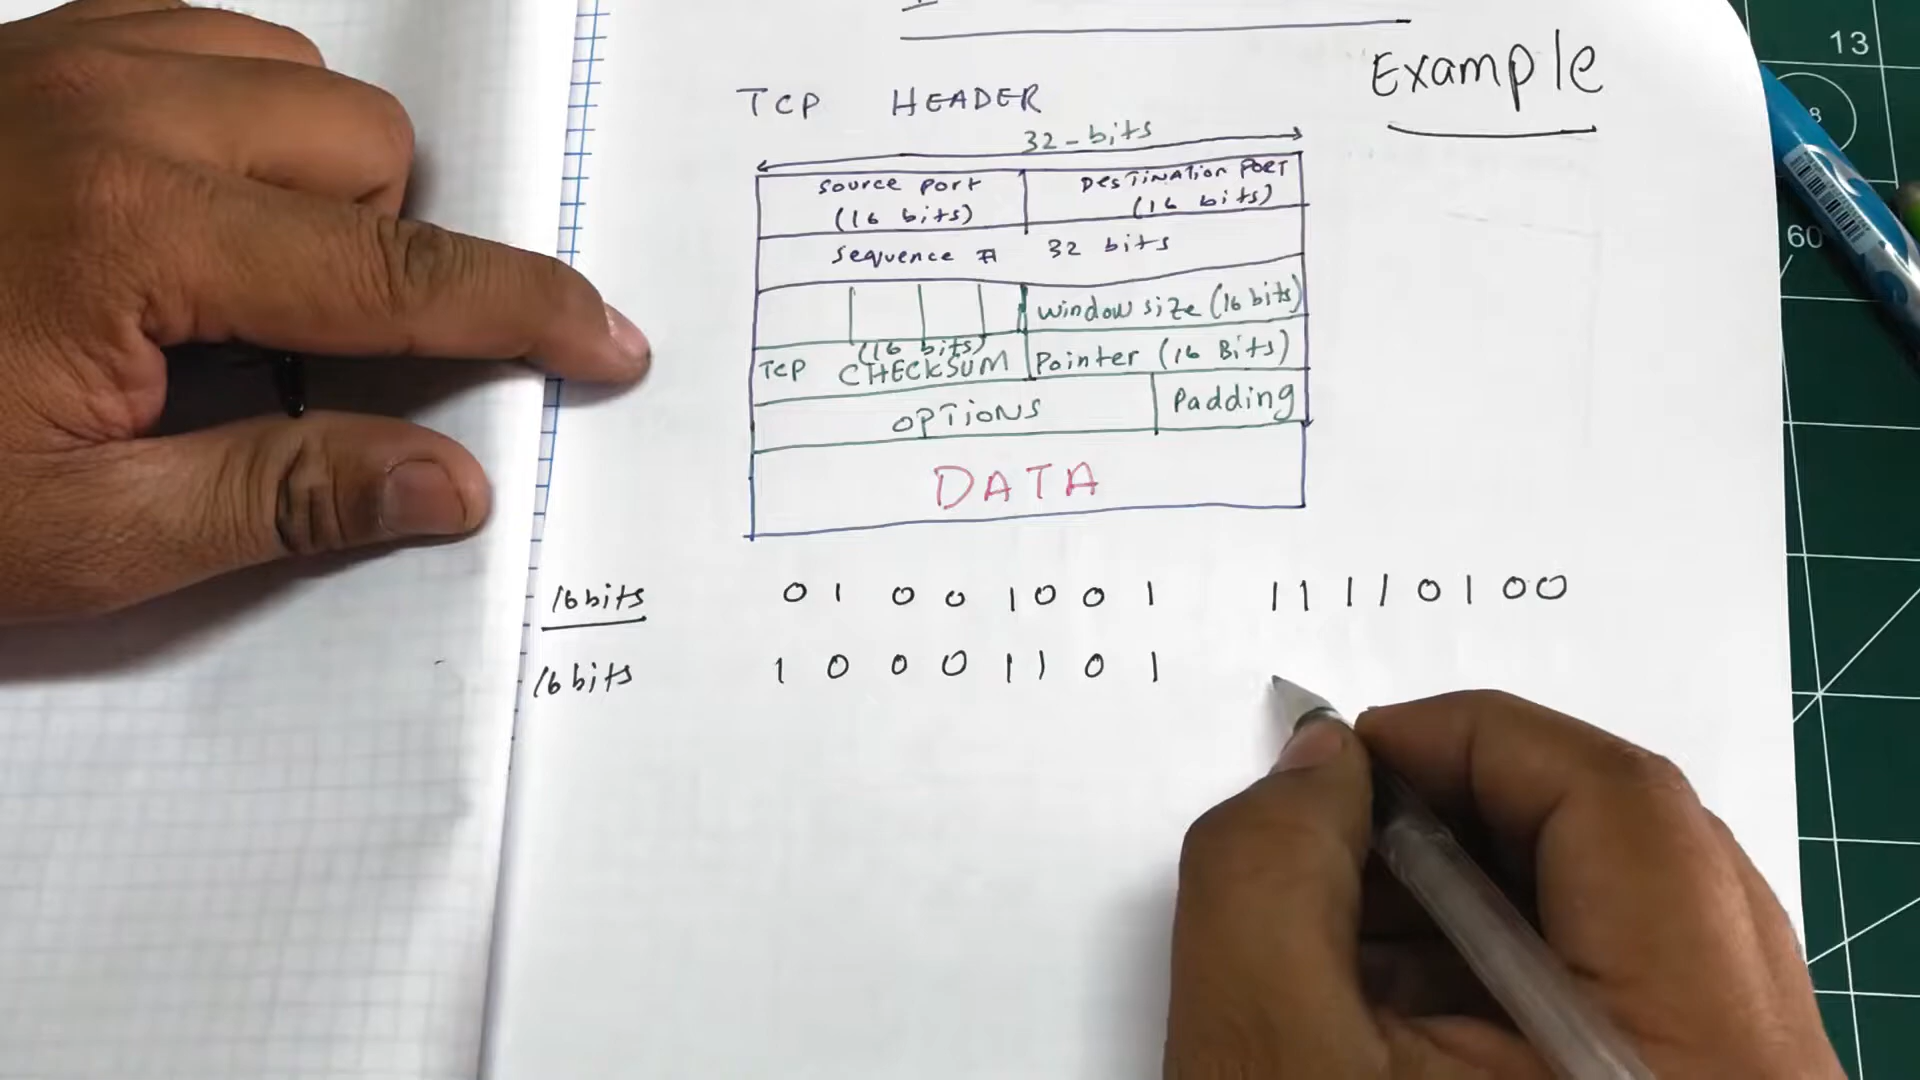 Example
TCP HEADER
32-bits
Source Port (16 bits)
DESTINATION PORT (16 bits)
Sequence # 32 bits
Window size (16 bits)
TCP CHECKSUM (16 bits)
Pointer (16 Bits)
OPTIONS
Padding
DATA
16bits 0 1 0 0 1 0 0 1 1 1 1 1 0 1 0 0
16bits 1 0 0 0 1 1 0 1
13
8
60